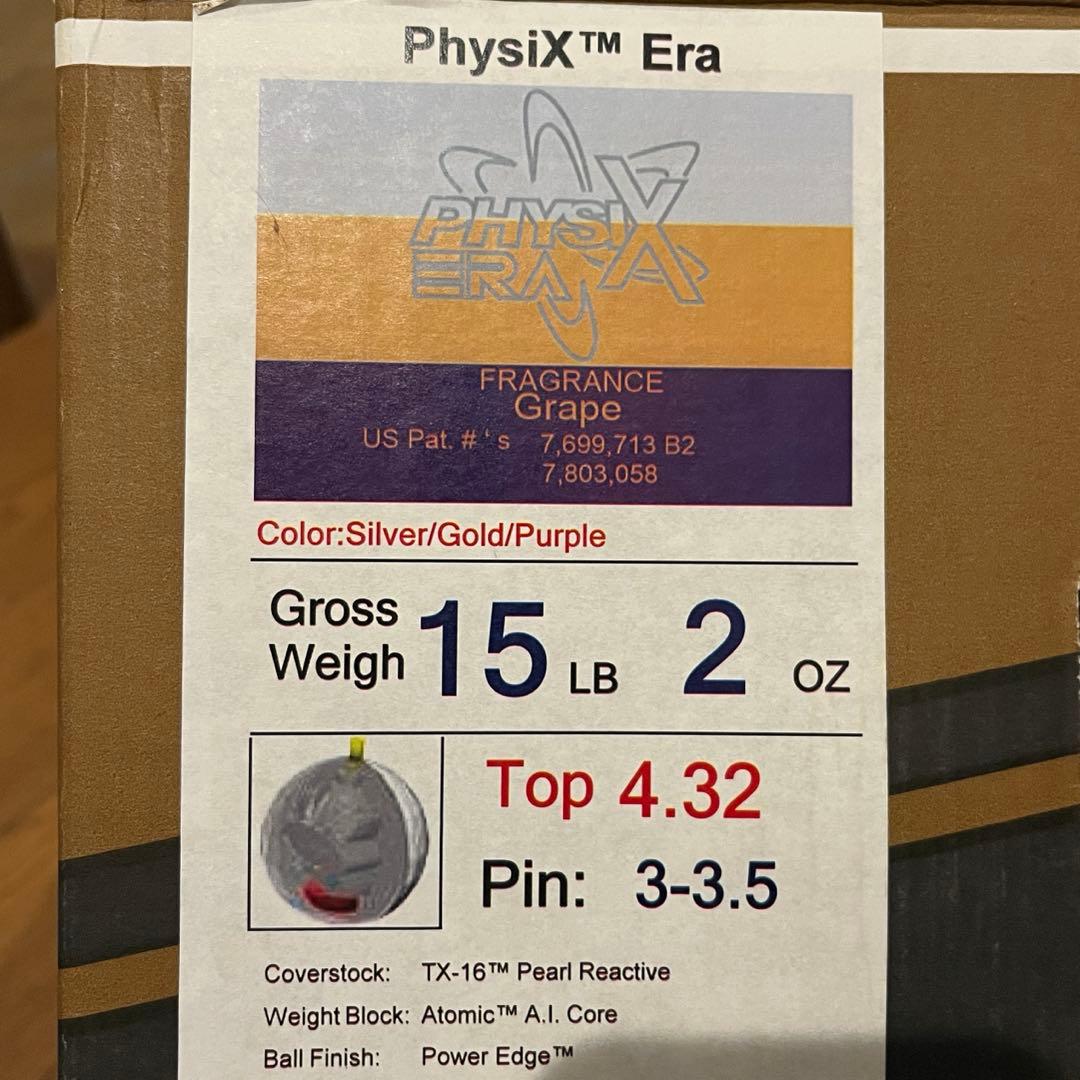 PhysiX™ Era
PHYSIX
ERA
FRAGRANCE
Grape
US Pat. # ‘ s 7,699,713 B2
7,803,058
Color:Silver/Gold/Purple
Gross
Weigh 15 LB 2 OZ
Top 4.32
Pin: 3-3.5
Coverstock: TX-16™ Pearl Reactive
Weight Block: Atomic™ A.I. Core
Ball Finish: Power Edge™